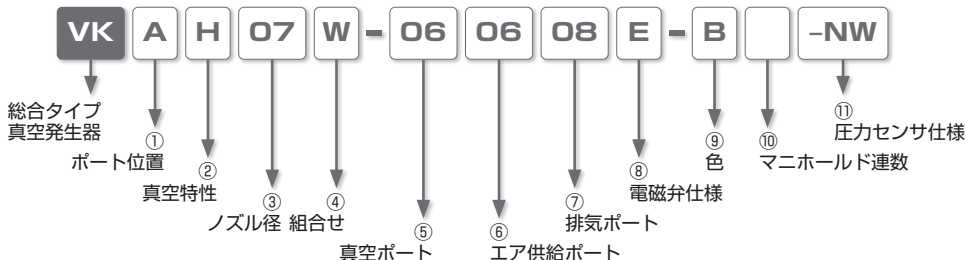 VK A H 07 W - 06 06 08 E - B -NW
総合タイプ
真空発生器
①
ポート位置
②
真空特性
③
ノズル径
④
組合せ
⑤
真空ポート
⑥
エア供給ポート
⑦
排気ポート
⑧
電磁弁仕様
⑨
色
⑩
マニホールド連数
⑪
圧力センサ仕様